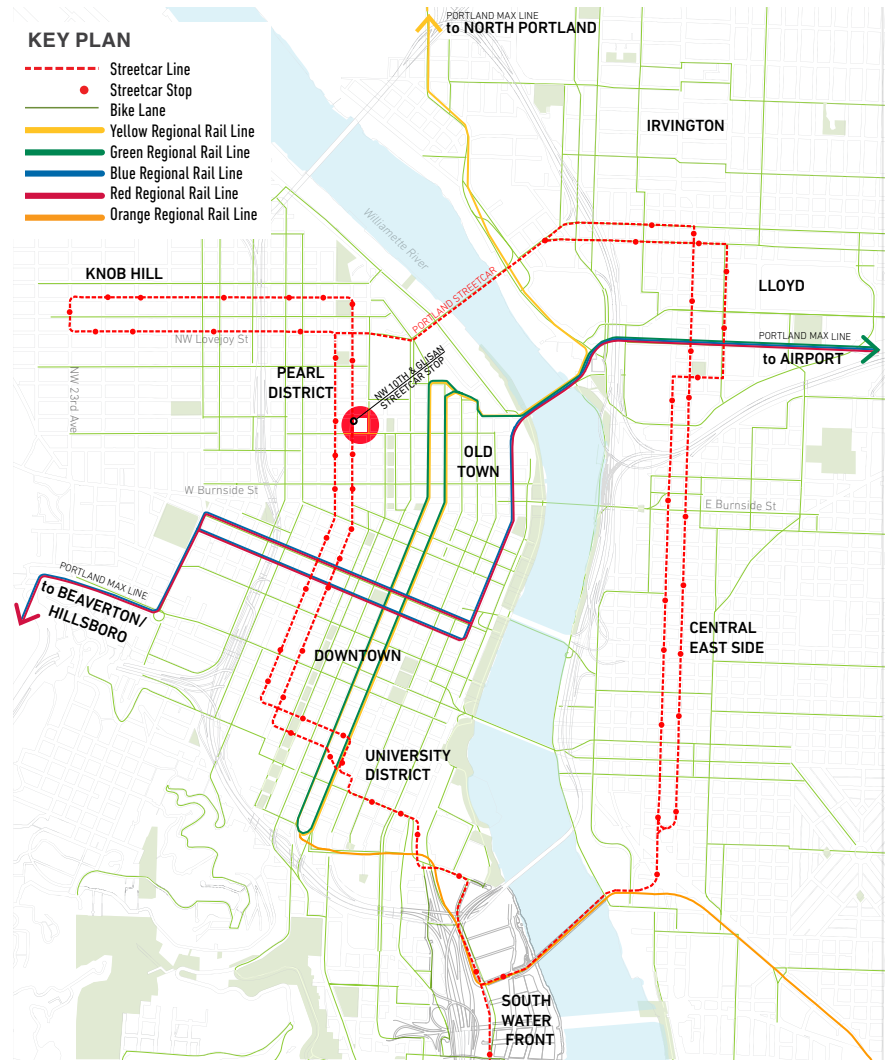 PORTLAND MAX LINE
to NORTH PORTLAND
KEY PLAN
Streetcar Line
Streetcar Stop
Bike Lane
Yellow Regional Rail Line
Green Regional Rail Line
Blue Regional Rail Line
Red Regional Rail Line
Orange Regional Rail Line
IRVINGTON
Williamette River
KNOB HILL
LLOYD
PORTLAND STREETCAR
NW Lovejoy St
PORTLAND MAX LINE
to AIRPORT
PEARL
DISTRICT
NW 10TH & GLISAN
STREETCAR STOP
NW 23rd Ave
OLD
TOWN
W Burnside St
E Burnside St
PORTLAND MAX LINE
to BEAVERTON/
HILLSBORO
CENTRAL
EAST SIDE
DOWNTOWN
UNIVERSITY
DISTRICT
SOUTH
WATER
FRONT